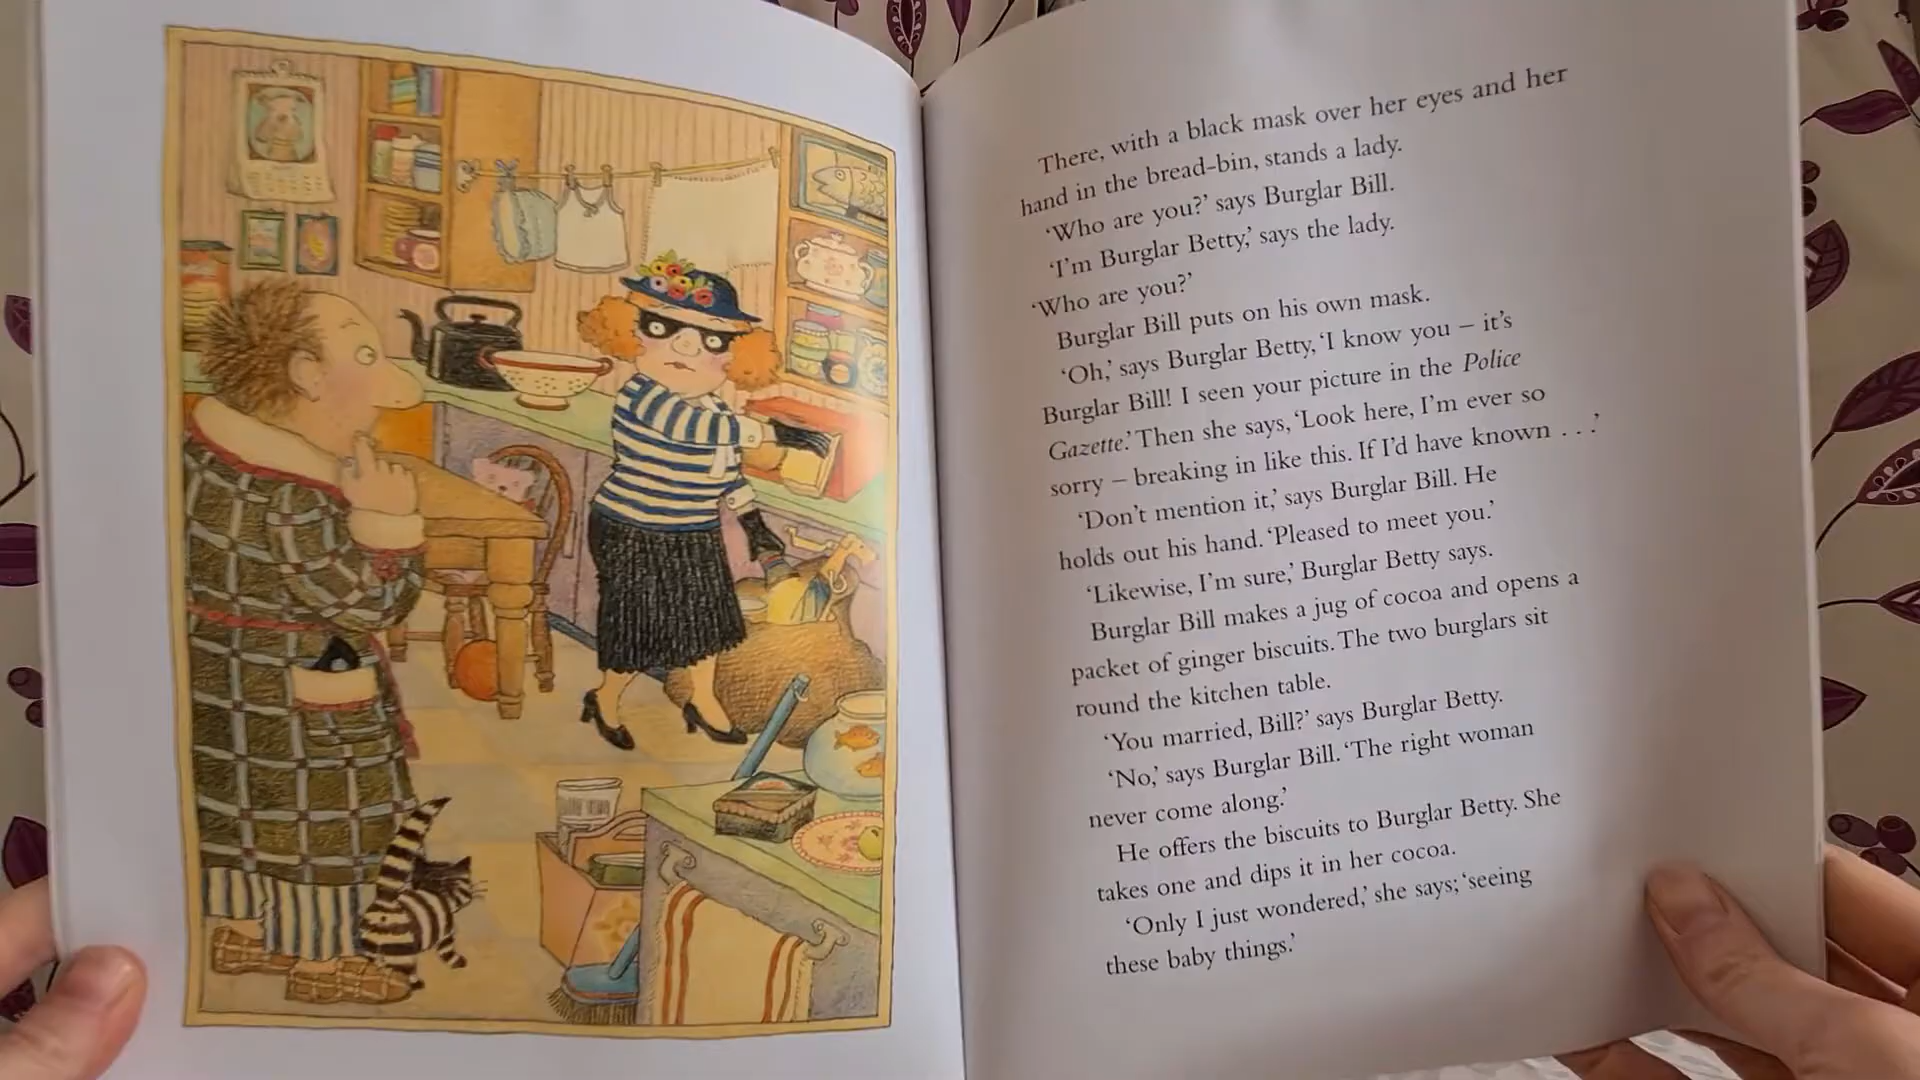 There, with a black mask over her eyes and her
hand in the bread-bin, stands a lady.
‘Who are you?’ says Burglar Bill.
‘I’m Burglar Betty,’ says the lady.
‘Who are you?’
Burglar Bill puts on his own mask.
‘Oh,’ says Burglar Betty, ‘I know you – it’s
Burglar Bill! I seen your picture in the Police
Gazette.’ Then she says, ‘Look here, I’m ever so
sorry – breaking in like this. If I’d have known . . .’
‘Don’t mention it,’ says Burglar Bill. He
holds out his hand. ‘Pleased to meet you.’
‘Likewise, I’m sure,’ Burglar Betty says.
Burglar Bill makes a jug of cocoa and opens a
packet of ginger biscuits. The two burglars sit
round the kitchen table.
‘You married, Bill?’ says Burglar Betty.
‘No,’ says Burglar Bill. ‘The right woman
never come along.’
He offers the biscuits to Burglar Betty. She
takes one and dips it in her cocoa.
‘Only I just wondered,’ she says; ‘seeing
these baby things.’